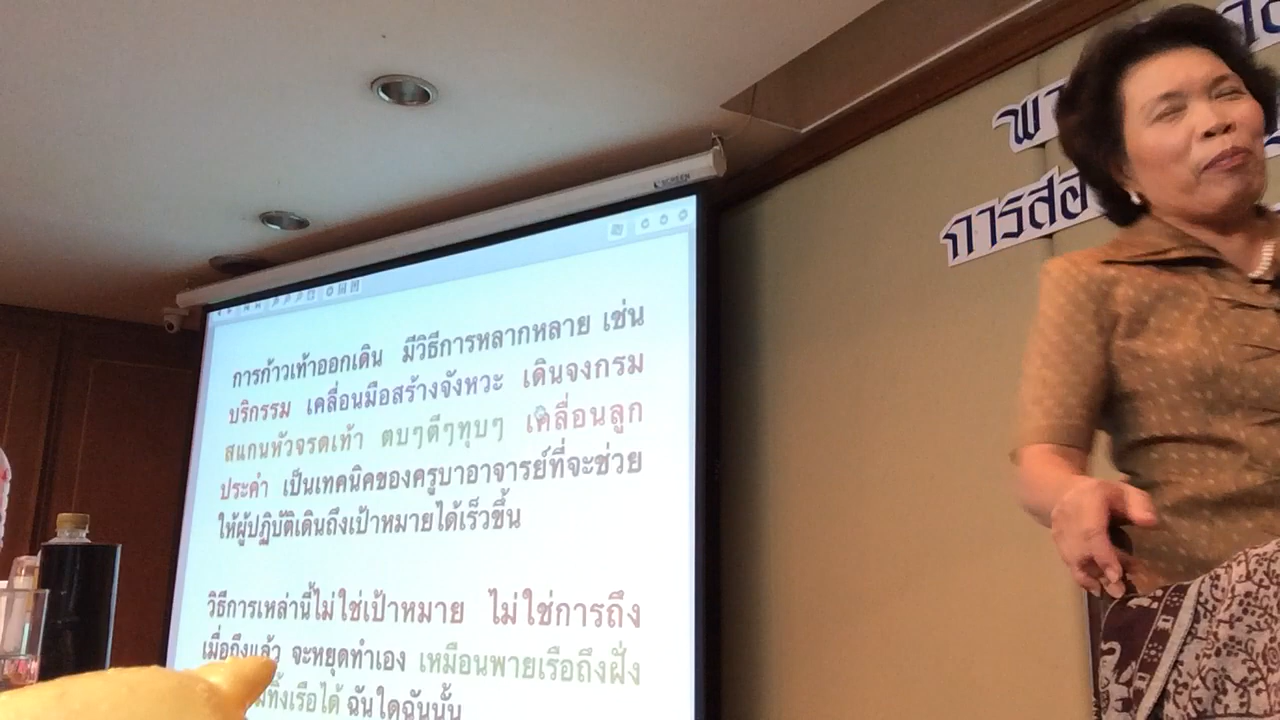 การสอ
การก้าวเท้าออกเดิน มีวิธีการหลากหลาย เช่น
บริกรรม เคลื่อนมือสร้างจังหวะ เดินจงกรม
สแกนหัวจรดเท้า ตบๆตีๆทุบๆ เคลื่อนลูก
ประคำ เป็นเทคนิคของครูบาอาจารย์ที่จะช่วย
ให้ผู้ปฏิบัติเดินถึงเป้าหมายได้เร็วขึ้น
วิธีการเหล่านี้ไม่ใช่เป้าหมาย ไม่ใช่การถึง
เมื่อถึงแล้ว จะหยุดทำเอง เหมือนพายเรือถึงฝั่ง
ทิ้งเรือได้ ฉันใดฉันนั้น